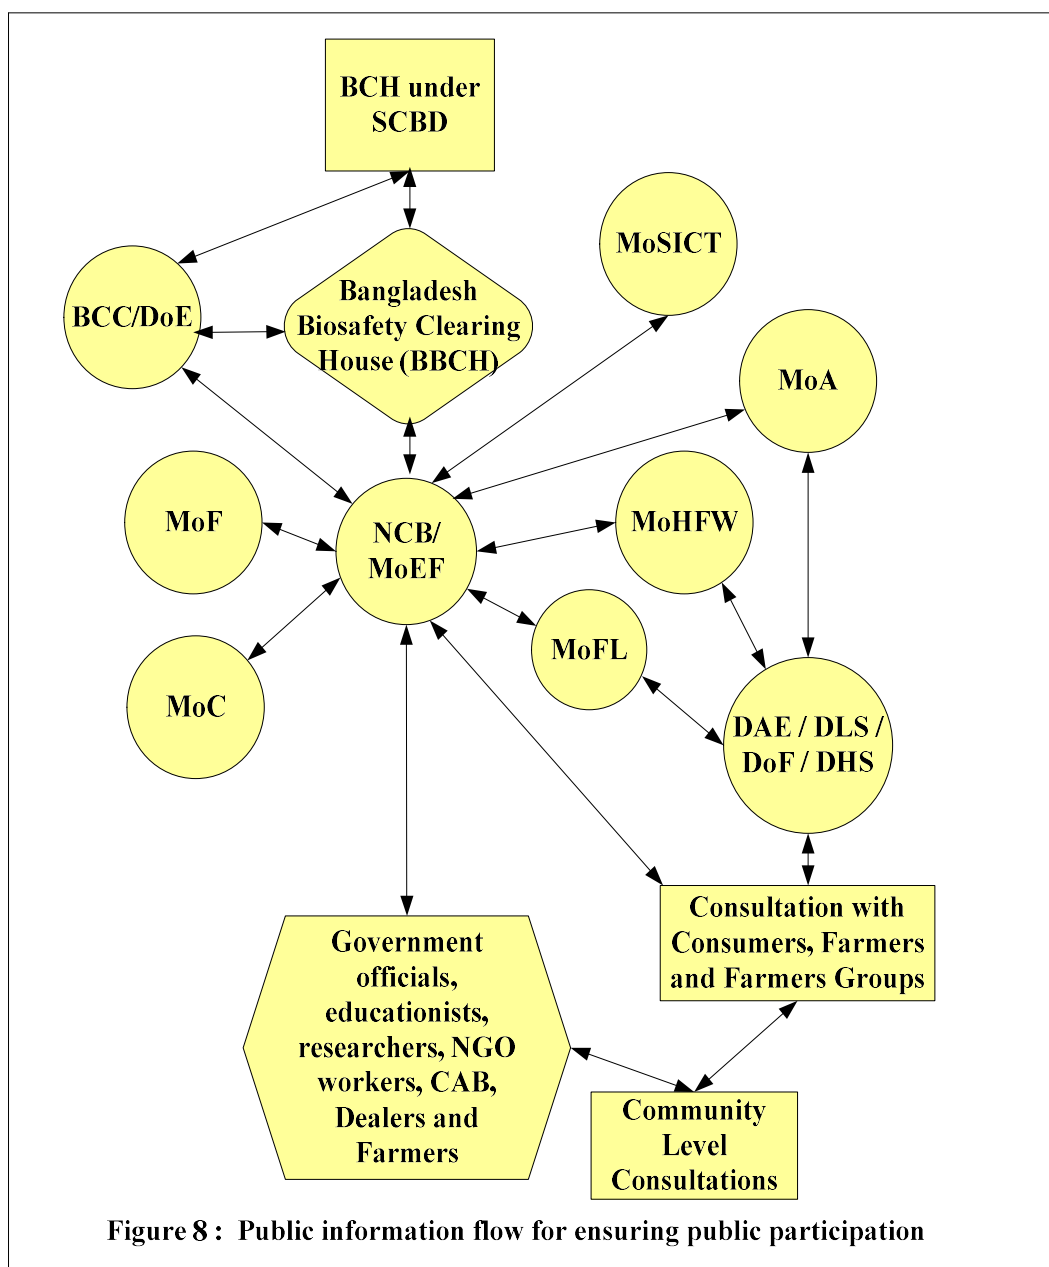 BCH under
SCBD
MoSICT
BCC/DoE
Bangladesh
Biosafety Clearing
House (BBCH)
MoA
MoF
NCB/
MoEF
MoHFW
MoFL
MoC
DAE / DLS /
DoF / DHS
Consultation with
Consumers, Farmers
and Farmers Groups
Government
officials,
educationists,
researchers, NGO
workers, CAB,
Dealers and
Farmers
Community
Level
Consultations
Figure 8 : Public information flow for ensuring public participation